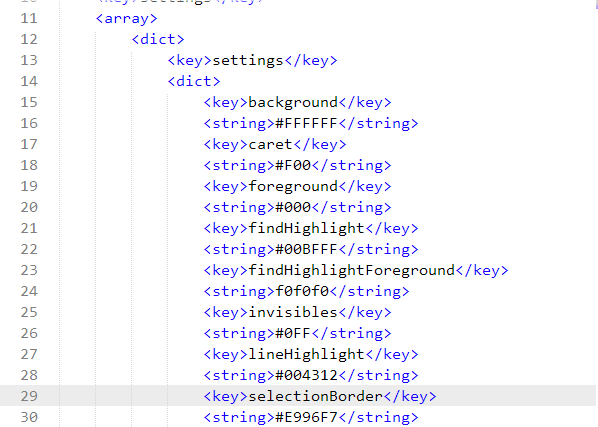 11 <array>
12 <dict>
13 <key>settings</key>
14 <dict>
15 <key>background</key>
16 <string>#FFFFFF</string>
17 <key>caret</key>
18 <string>#F00</string>
19 <key>foreground</key>
20 <string>#000</string>
21 <key>findHighlight</key>
22 <string>#00BFFF</string>
23 <key>findHighlightForeground</key>
24 <string>f0f0f0</string>
25 <key>invisibles</key>
26 <string>#0FF</string>
27 <key>lineHighlight</key>
28 <string>#004312</string>
29 <key>selectionBorder</key>
30 <string>#E996F7</string>